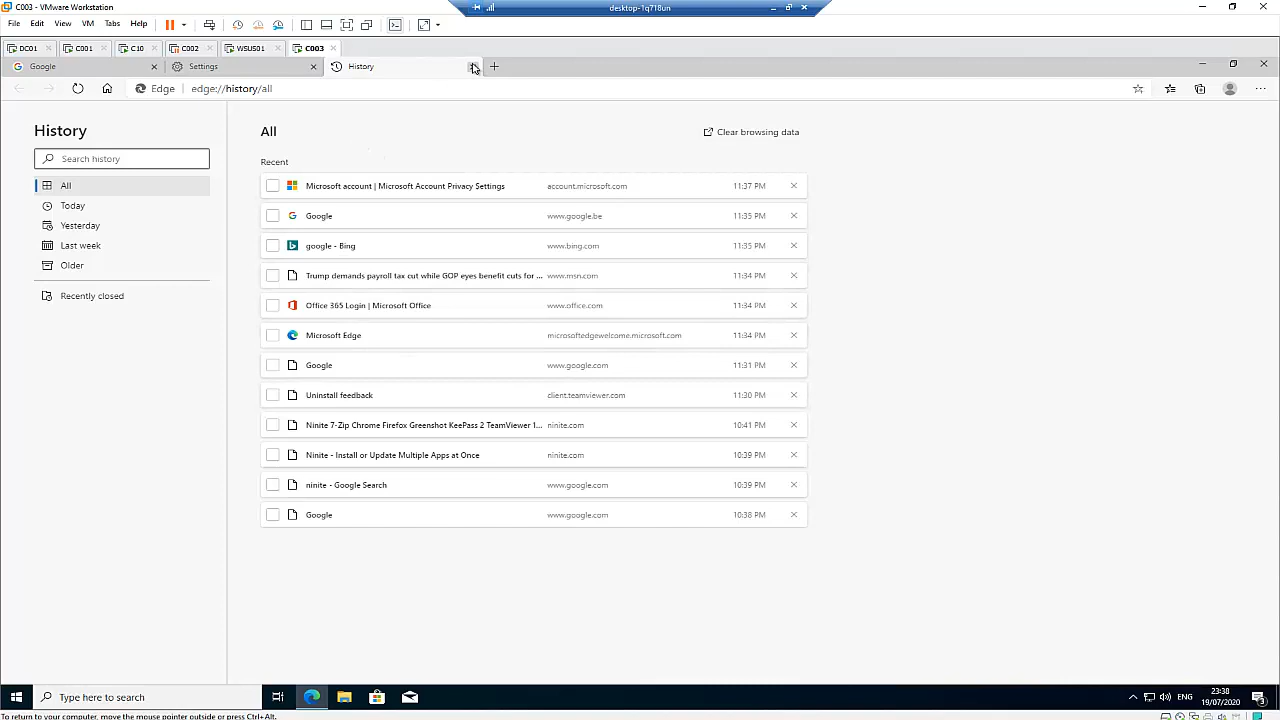 C003 - VMware Workstation
desktop-1q718un
File Edit View VM Tabs Help
DC01 C001 C10 C002 WSUS01 C003
Google Settings History
Edge edge://history/all
History
Search history
All
Today
Yesterday
Last week
Older
Recently closed
All
Clear browsing data
Recent
Microsoft account | Microsoft Account Privacy Settings account.microsoft.com 11:37 PM
Google www.google.be 11:35 PM
google - Bing www.bing.com 11:35 PM
Trump demands payroll tax cut while GOP eyes benefit cuts for ... www.msn.com 11:34 PM
Office 365 Login | Microsoft Office www.office.com 11:34 PM
Microsoft Edge microsoftedgewelcome.microsoft.com 11:34 PM
Google www.google.com 11:31 PM
Uninstall feedback client.teamviewer.com 11:30 PM
Ninite 7-Zip Chrome Firefox Greenshot KeePass 2 TeamViewer 1... ninite.com 10:41 PM
Ninite - Install or Update Multiple Apps at Once ninite.com 10:39 PM
ninite - Google Search www.google.com 10:39 PM
Google www.google.com 10:38 PM
Type here to search
ENG
23:38
19/07/2020
3
To return to your computer, move the mouse pointer outside or press Ctrl+Alt.